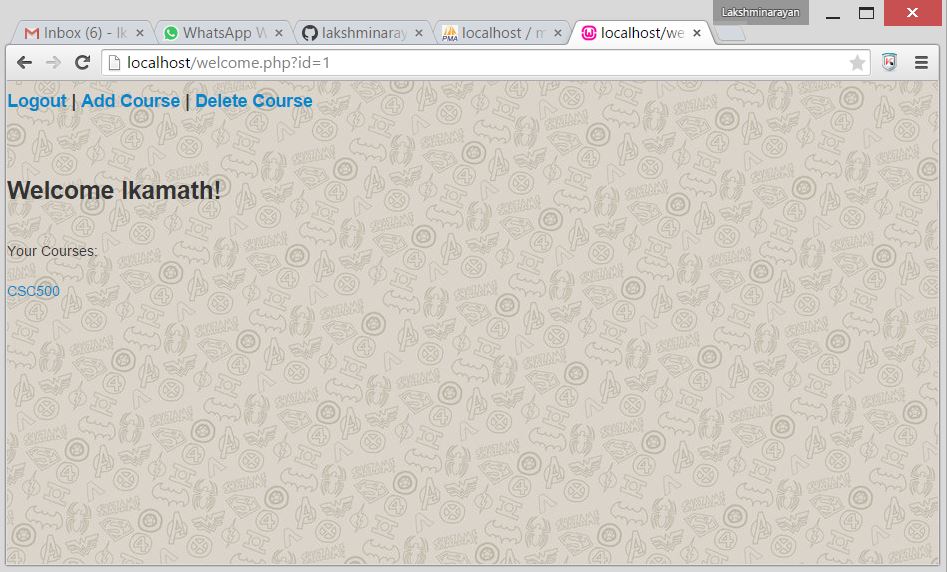 Lakshminarayan
Inbox (6) - lk
WhatsApp W
lakshminaray
localhost / m
localhost/we
localhost/welcome.php?id=1
Logout | Add Course | Delete Course
Welcome lkamath!
Your Courses:
CSC500